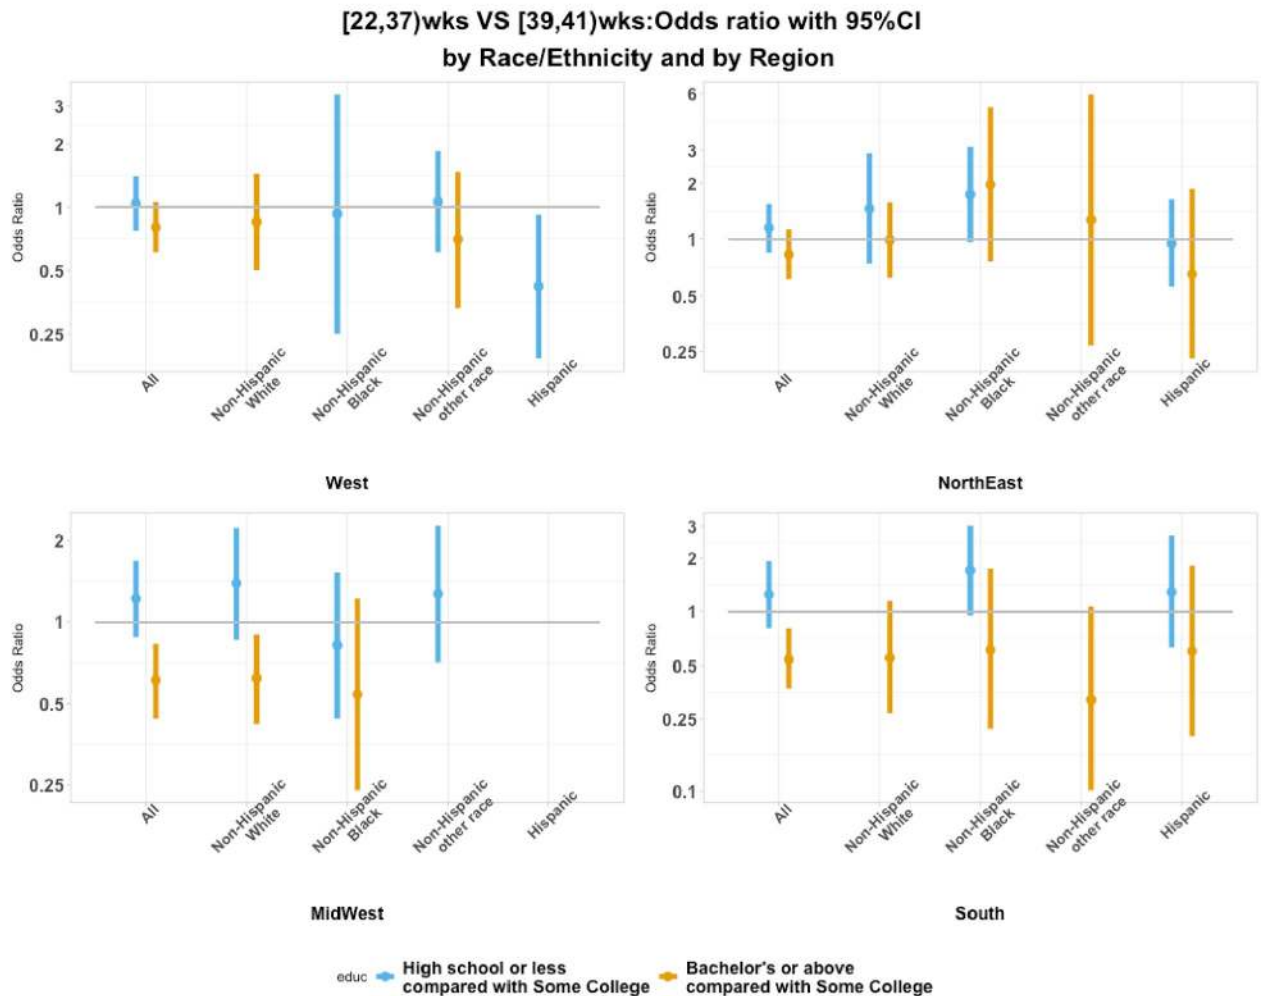 [22,37)wks VS [39,41)wks:Odds ratio with 95%CI
by Race/Ethnicity and by Region
Odds Ratio
3
2
1
0.5
0.25
All
Non-Hispanic
White
Non-Hispanic
Black
Non-Hispanic
other race
Hispanic
West
Odds Ratio
6
3
2
1
0.5
0.25
All
Non-Hispanic
White
Non-Hispanic
Black
Non-Hispanic
other race
Hispanic
NorthEast
Odds Ratio
2
1
0.5
0.25
All
Non-Hispanic
White
Non-Hispanic
Black
Non-Hispanic
other race
Hispanic
MidWest
Odds Ratio
3
2
1
0.5
0.25
0.1
All
Non-Hispanic
White
Non-Hispanic
Black
Non-Hispanic
other race
Hispanic
South
educ
High school or less
compared with Some College
Bachelor's or above
compared with Some College